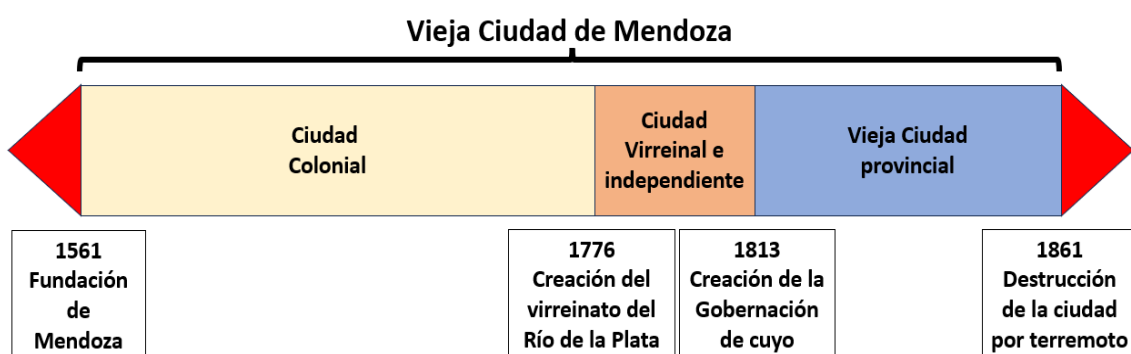 Vieja Ciudad de Mendoza
Ciudad
Colonial
Ciudad
Virreinal e
independiente
Vieja Ciudad
provincial
1561
Fundación
de
Mendoza
1776
Creación del
virreinato del
Río de la Plata
1813
Creación de la
Gobernación
de cuyo
1861
Destrucción
de la ciudad
por terremoto